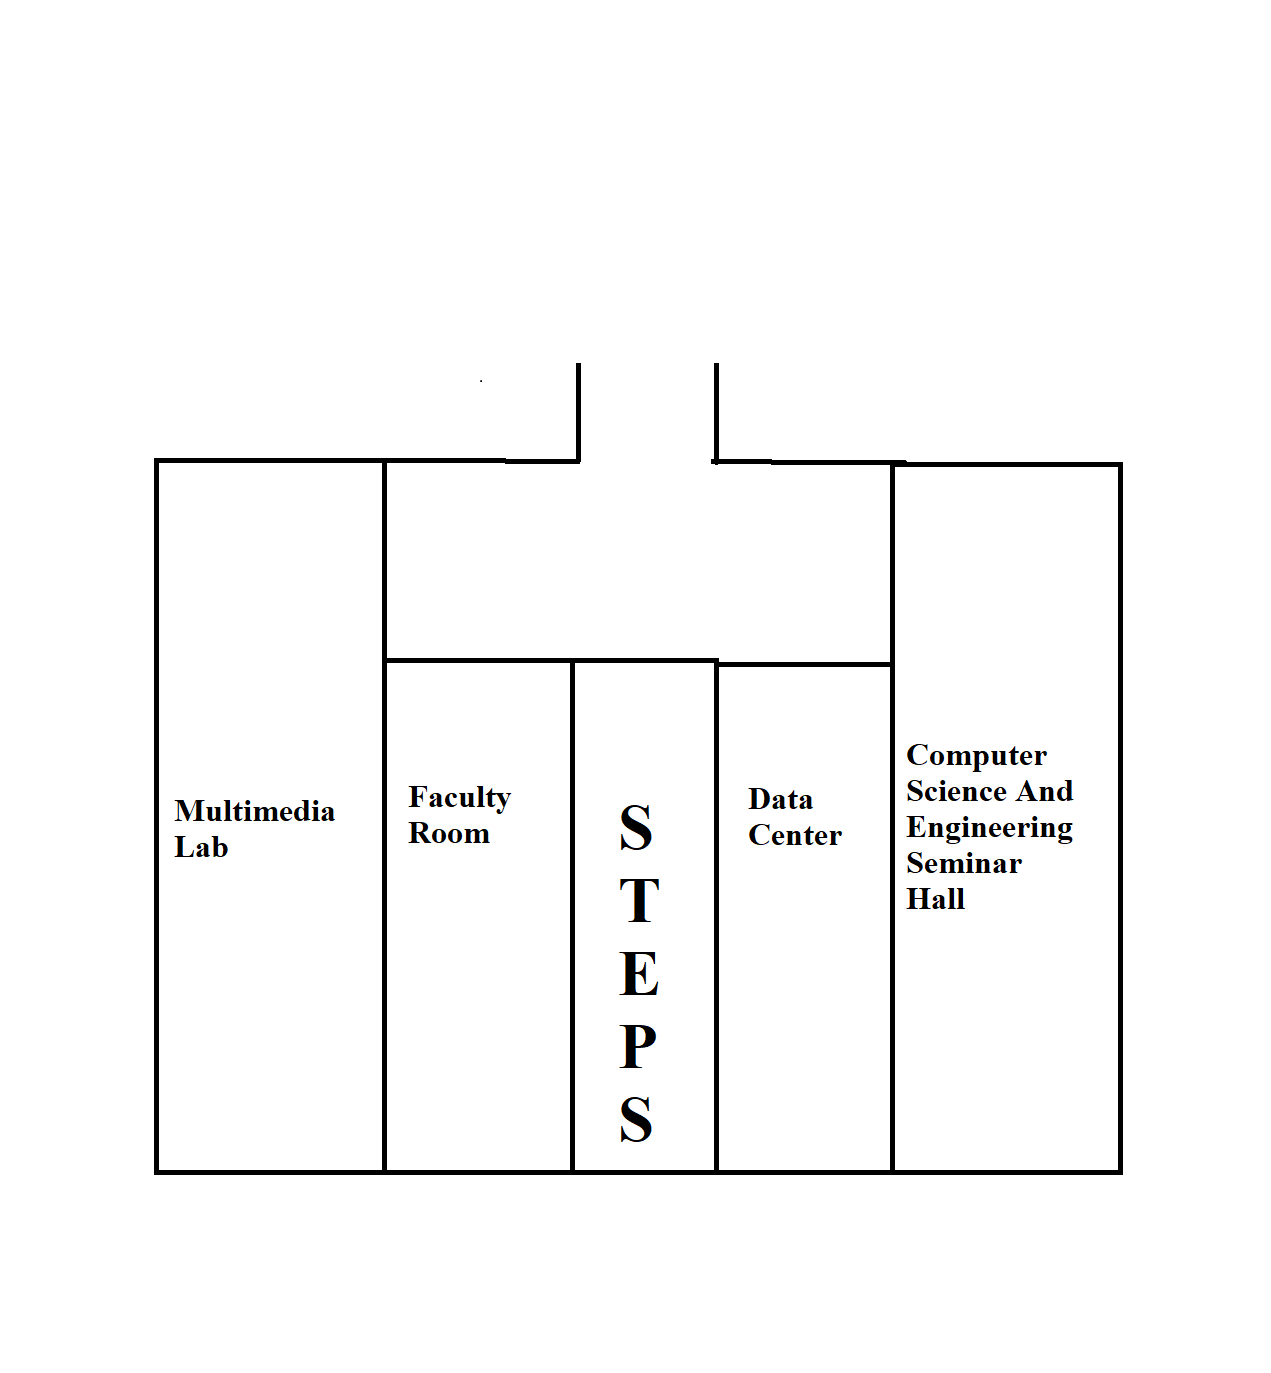 Multimedia
Lab
Faculty
Room
S
T
E
P
S
Data
Center
Computer
Science And
Engineering
Seminar
Hall